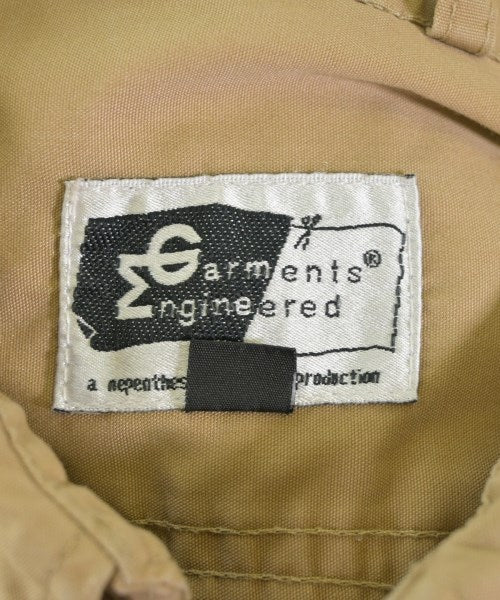 Garments®
Engineered
a nepenthes production